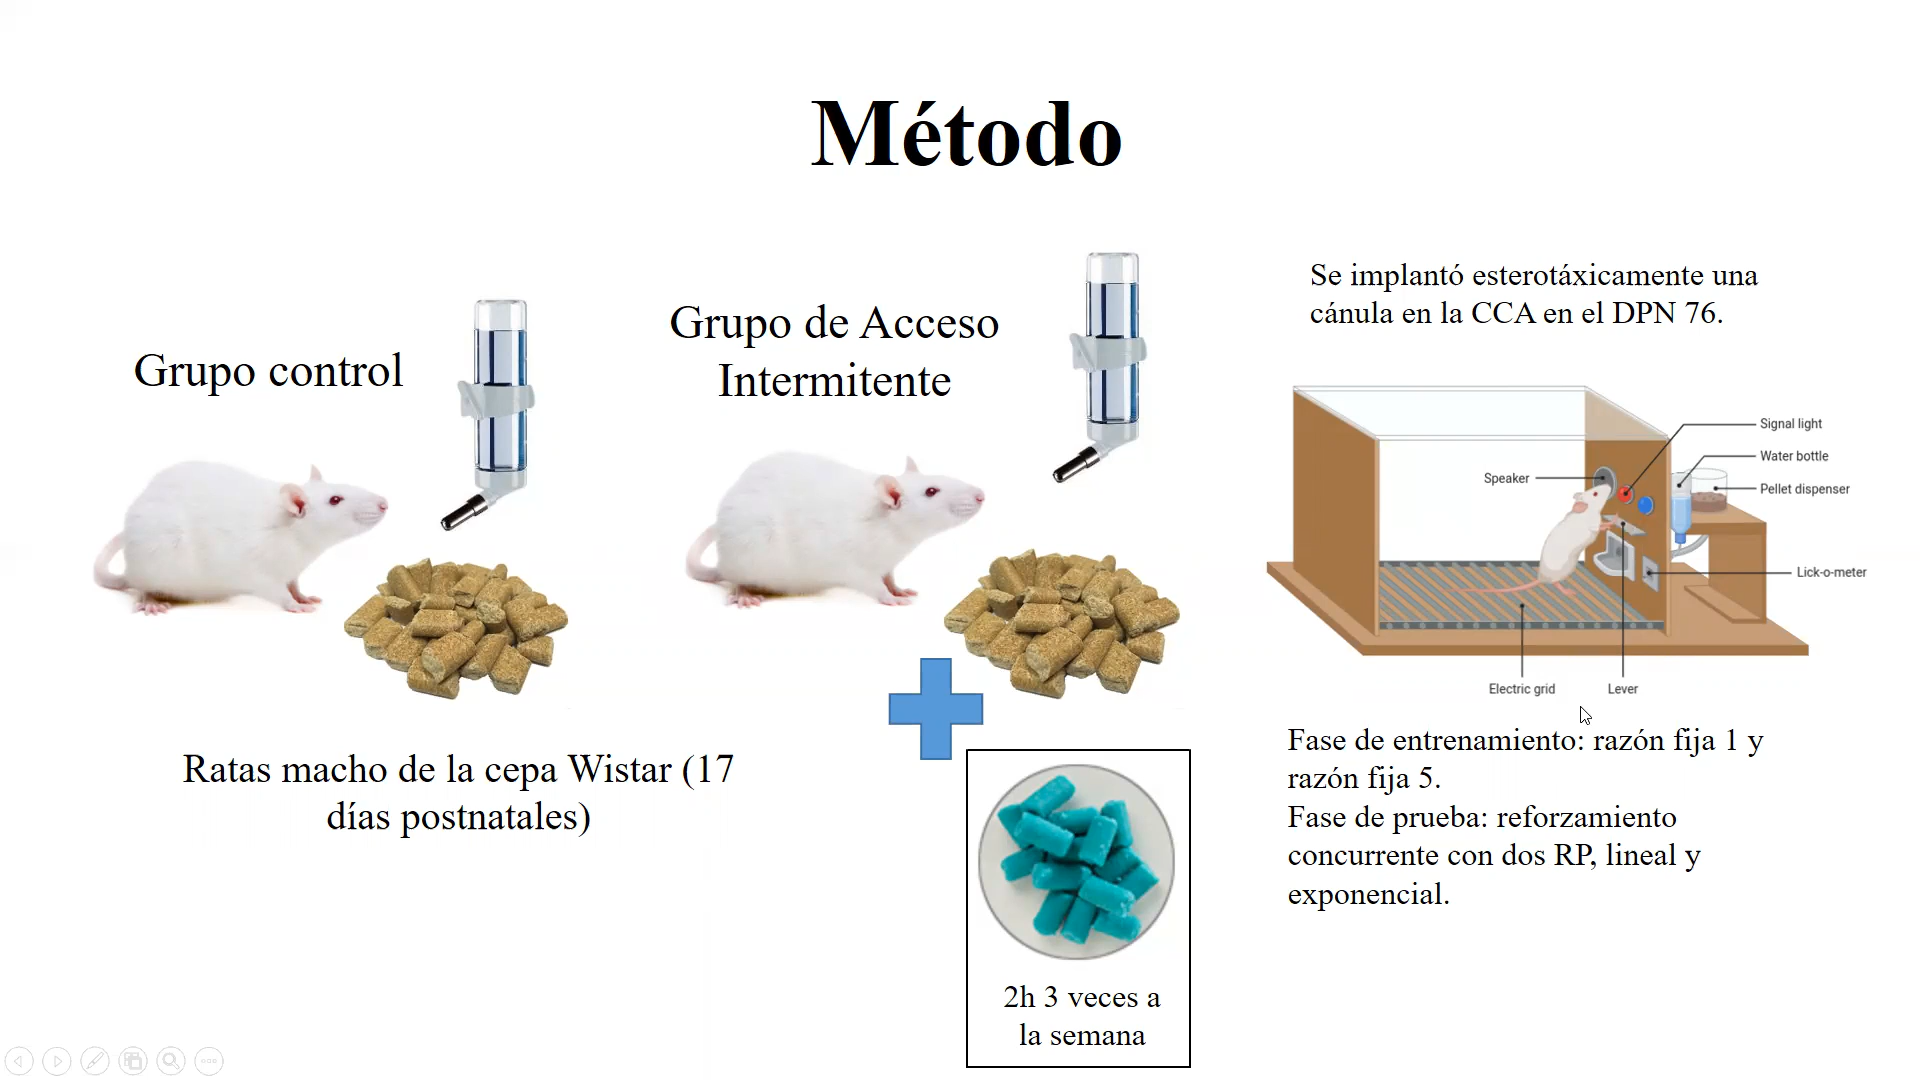 Método
Grupo control
Grupo de Acceso
Intermitente
Ratas macho de la cepa Wistar (17
días postnatales)
2h 3 veces a
la semana
Se implantó esterotáxicamente una
cánula en la CCA en el DPN 76.
Signal light
Water bottle
Speaker
Pellet dispenser
Lick-o-meter
Electric grid
Lever
Fase de entrenamiento: razón fija 1 y
razón fija 5.
Fase de prueba: reforzamiento
concurrente con dos RP, lineal y
exponencial.